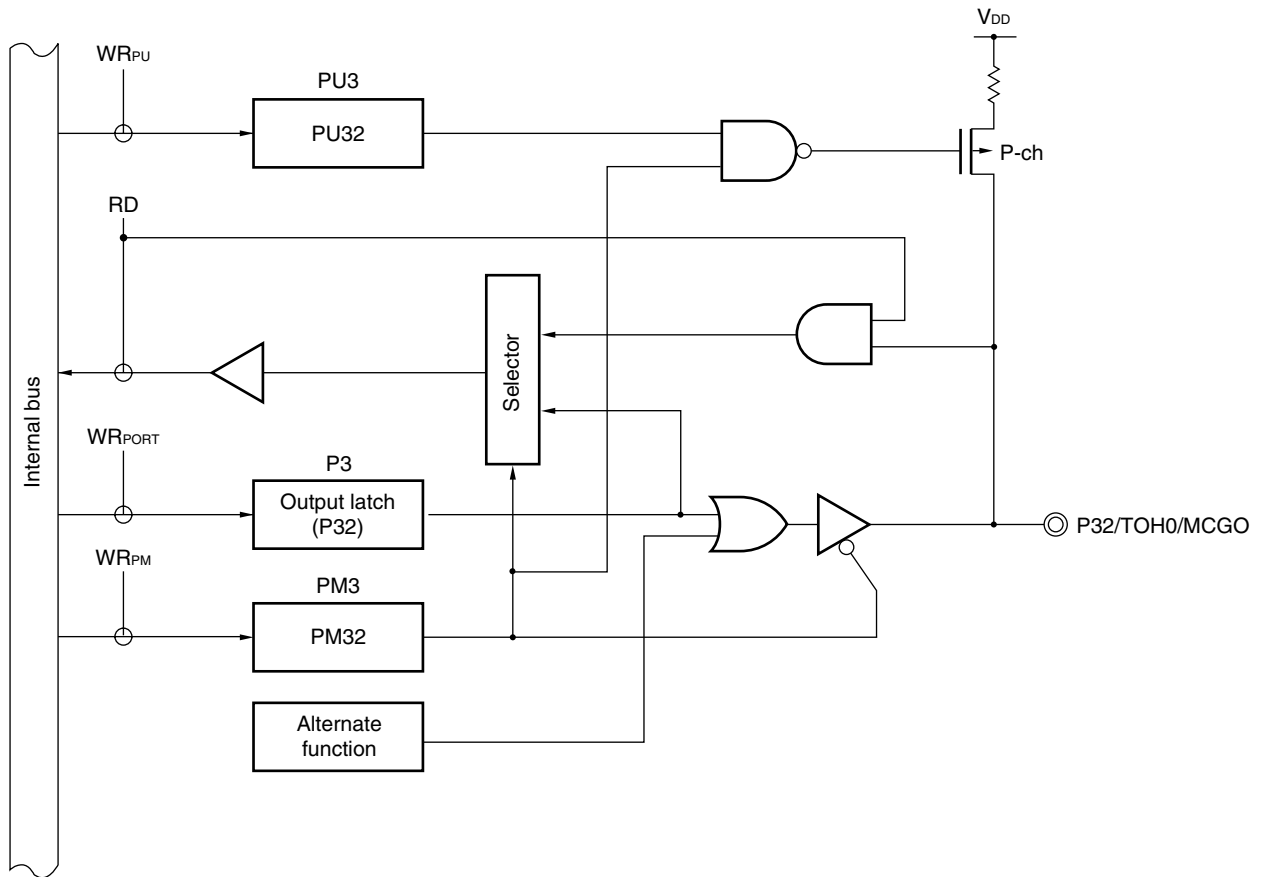 VDD
WRPU
PU3
PU32
P-ch
RD
Selector
Internal bus
WRPORT
P3
Output latch
(P32)
P32/TOH0/MCGO
WRPM
PM3
PM32
Alternate
function